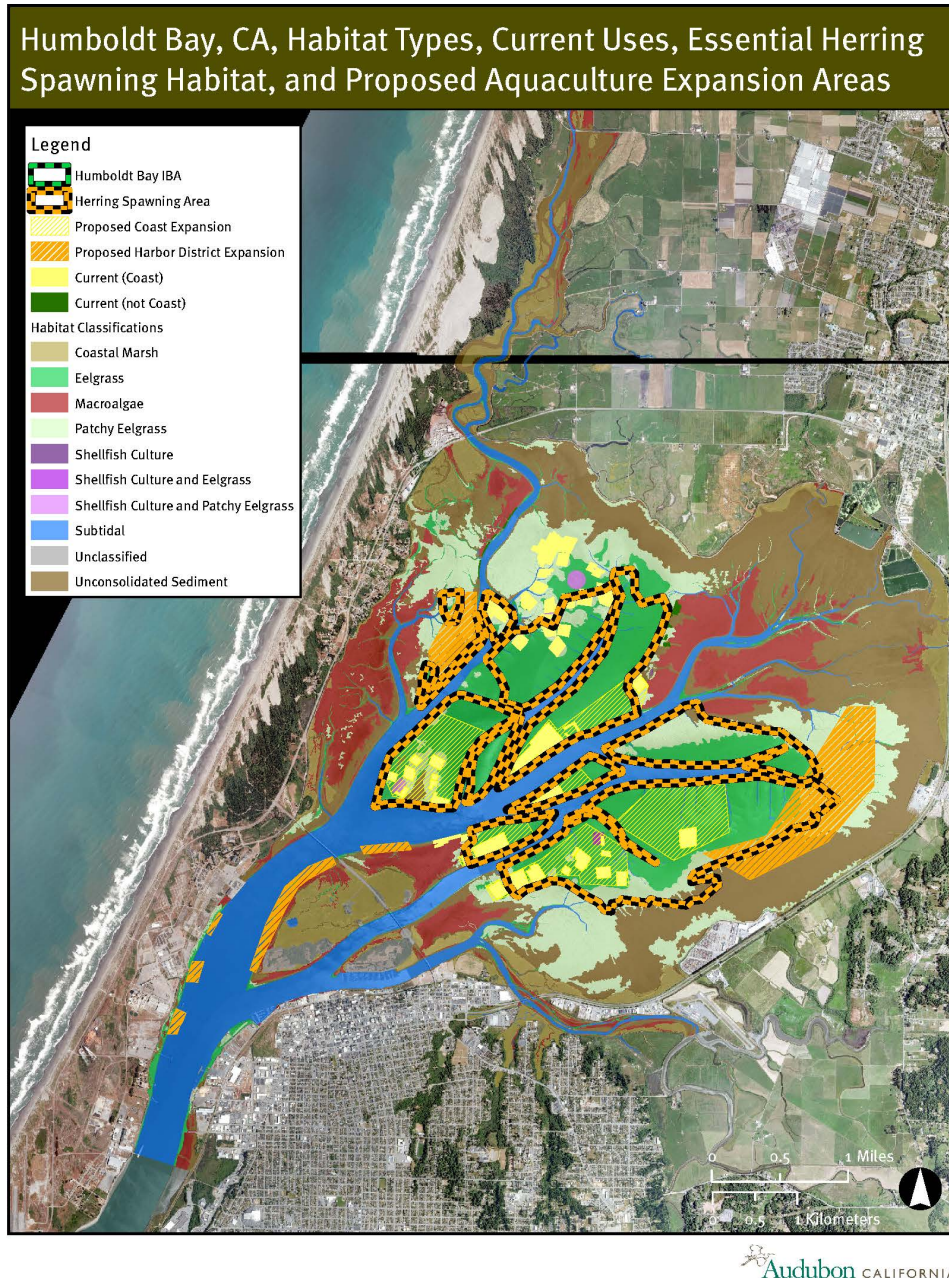 Humboldt Bay, CA, Habitat Types, Current Uses, Essential Herring
Spawning Habitat, and Proposed Aquaculture Expansion Areas
Legend
Humboldt Bay IBA
Herring Spawning Area
Proposed Coast Expansion
Proposed Harbor District Expansion
Current (Coast)
Current (not Coast)
Habitat Classifications
Coastal Marsh
Eelgrass
Macroalgae
Patchy Eelgrass
Shellfish Culture
Shellfish Culture and Eelgrass
Shellfish Culture and Patchy Eelgrass
Subtidal
Unclassified
Unconsolidated Sediment
0 0.5 1 Miles
0 0.5 1 Kilometers
Audubon CALIFORNIA